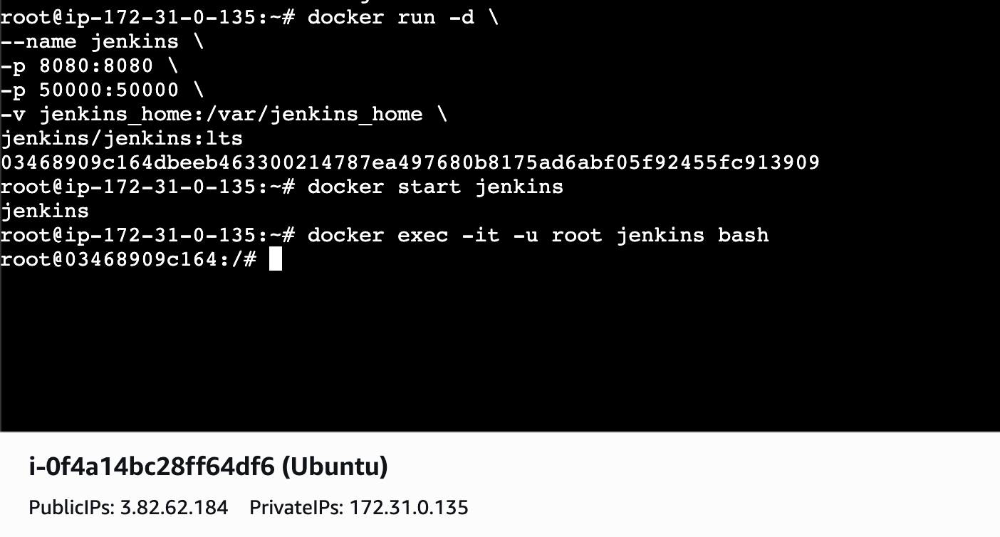 root@ip-172-31-0-135:~# docker run -d \
--name jenkins \
-p 8080:8080 \
-p 50000:50000 \
-v jenkins_home:/var/jenkins_home \
jenkins/jenkins:lts
03468909c164dbeeb463300214787ea497680b8175ad6abf05f92455fc913909
root@ip-172-31-0-135:~# docker start jenkins
jenkins
root@ip-172-31-0-135:~# docker exec -it -u root jenkins bash
root@03468909c164:/#
i-0f4a14bc28ff64df6 (Ubuntu)
PublicIPs: 3.82.62.184 PrivateIPs: 172.31.0.135